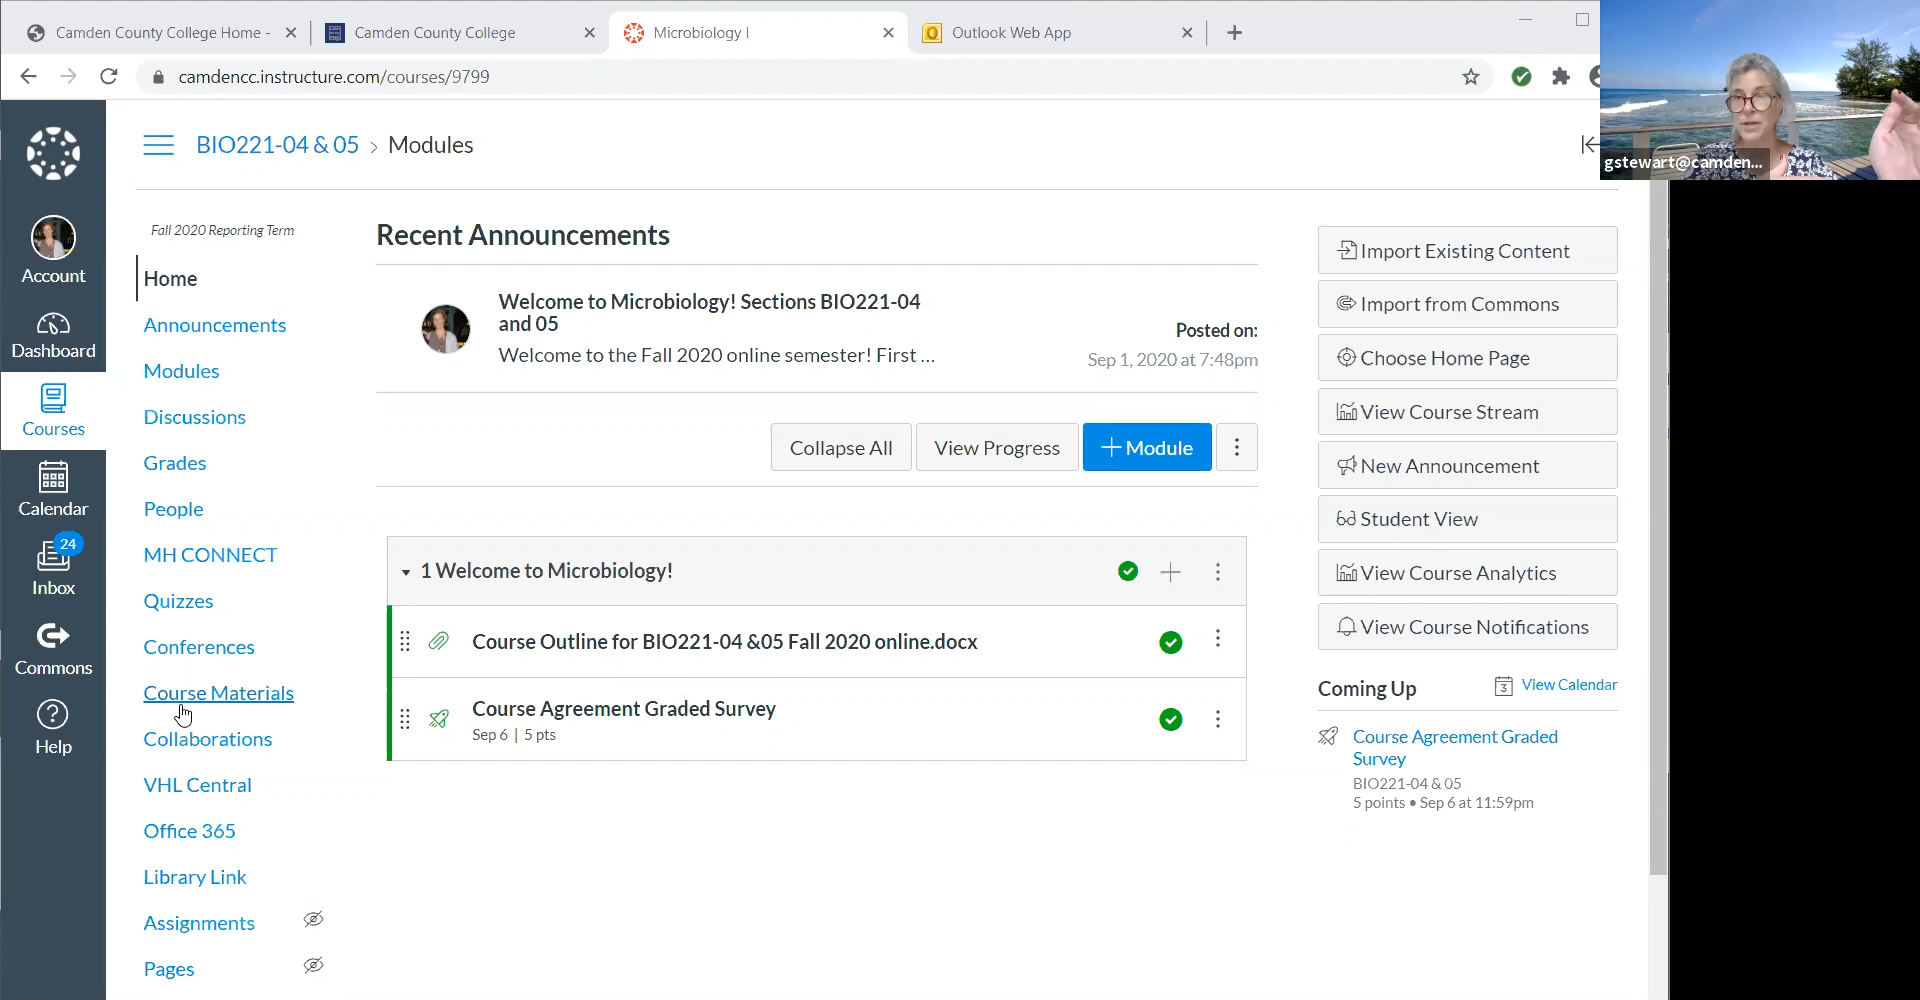 Camden County College Home -
Camden County College
Microbiology I
Outlook Web App
camdencc.instructure.com/courses/9799
gstewart@camden...
BIO221-04 & 05 > Modules
Account
Dashboard
Courses
Calendar
24
Inbox
Commons
Help
Fall 2020 Reporting Term
Home
Announcements
Modules
Discussions
Grades
People
MH CONNECT
Quizzes
Conferences
Course Materials
Collaborations
VHL Central
Office 365
Library Link
Assignments
Pages
Recent Announcements
Welcome to Microbiology! Sections BIO221-04
and 05
Welcome to the Fall 2020 online semester! First ...
Posted on:
Sep 1, 2020 at 7:48pm
Collapse All
View Progress
+ Module
1 Welcome to Microbiology!
Course Outline for BIO221-04 &05 Fall 2020 online.docx
Course Agreement Graded Survey
Sep 6 | 5 pts
Import Existing Content
Import from Commons
Choose Home Page
View Course Stream
New Announcement
Student View
View Course Analytics
View Course Notifications
Coming Up
3 View Calendar
Course Agreement Graded
Survey
BIO221-04 & 05
5 points • Sep 6 at 11:59pm